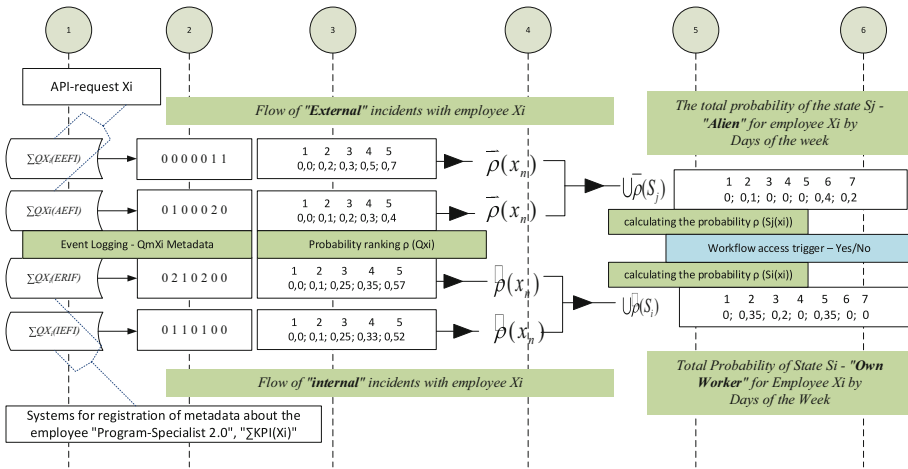 1 2 3 4 5 6
API-request Xi
Flow of "External" incidents with employee Xi
The total probability of the state Sj -
"Alien" for employee Xi by
Days of the week
∑QXᵢ(EEFI)
0 0 0 0 0 1 1
1 2 3 4 5
0,0; 0,2; 0,3; 0,5; 0,7
ρ̅(xₙ)
∑QXi(AEFI)
0 1 0 0 0 2 0
1 2 3 4 5
0,0; 0,1; 0,2; 0,3; 0,4
ρ̅(xₙ)
⋃ρ̅(Sⱼ)
1 2 3 4 5 6 7
0; 0,1; 0; 0; 0; 0,4; 0,2
calculating the probability ρ (Sj(xi))
Event Logging - QmXi Metadata
Probability ranking ρ (Qxi)
Workflow access trigger – Yes/No
calculating the probability ρ (Si(xi))
∑QXᵢ(ERIF)
0 2 1 0 2 0 0
1 2 3 4 5
0,0; 0,1; 0,25; 0,35; 0,57
ρ(xₙ)
∑QXᵢ(IEFI)
0 1 1 0 1 0 0
1 2 3 4 5
0,0; 0,1; 0,25; 0,33; 0,52
ρ(xₙ)
⋃ρ(Sᵢ)
1 2 3 4 5 6 7
0; 0,35; 0,2; 0; 0,35; 0; 0
Flow of "internal" incidents with employee Xi
Total Probability of State Si - "Own
Worker" for Employee Xi by
Days of the Week
Systems for registration of metadata about the
employee "Program-Specialist 2.0", "∑KPI(Xi)"